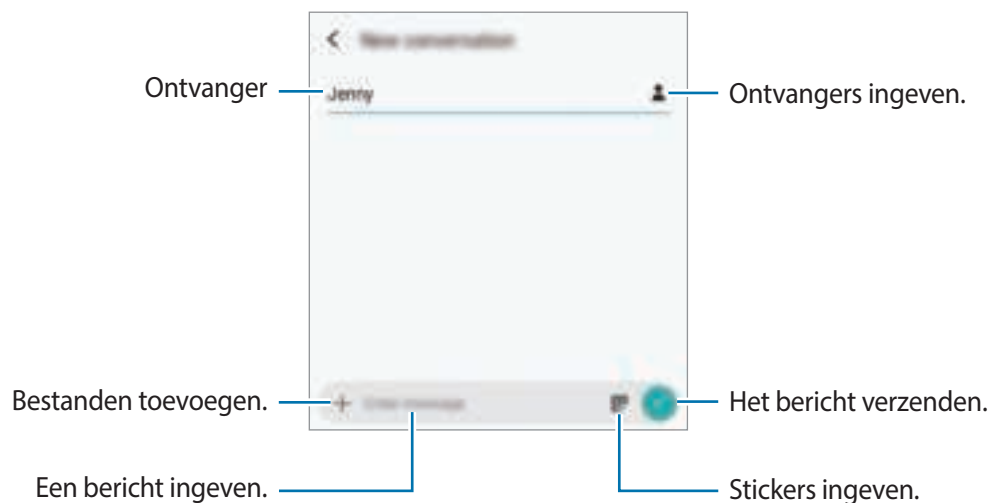 New conversation
Ontvanger
Jenny
Ontvangers ingeven.
Bestanden toevoegen.
Enter message
Het bericht verzenden.
Een bericht ingeven.
Stickers ingeven.